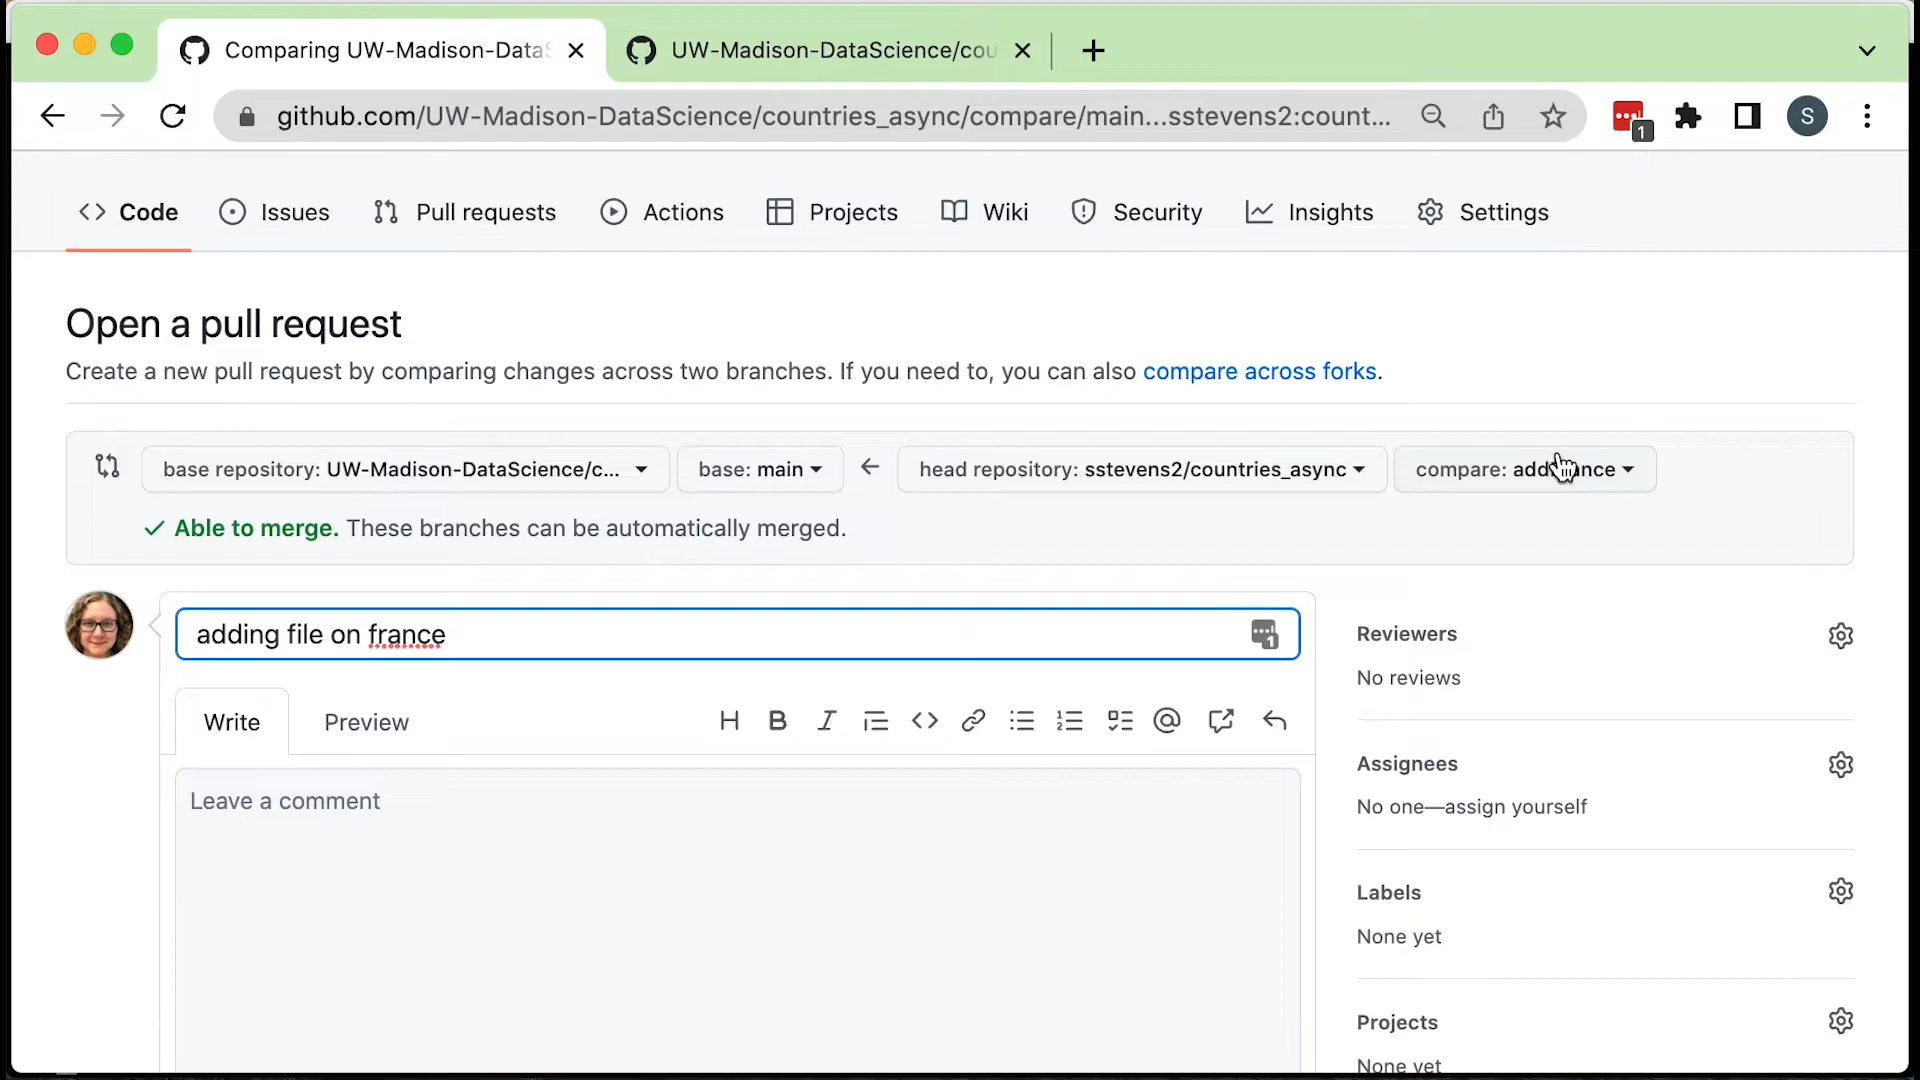 Comparing UW-Madison-Data
UW-Madison-DataScience/cou
github.com/UW-Madison-DataScience/countries_async/compare/main...sstevens2:count...
1
S
Code Issues Pull requests Actions Projects Wiki Security Insights Settings
Open a pull request
Create a new pull request by comparing changes across two branches. If you need to, you can also compare across forks.
base repository: UW-Madison-DataScience/c... base: main head repository: sstevens2/countries_async compare:
Able to merge. These branches can be automatically merged.
adding file on france
1
Reviewers
No reviews
Write Preview
Assignees
No one—assign yourself
Leave a comment
Labels
None yet
Projects
None yet